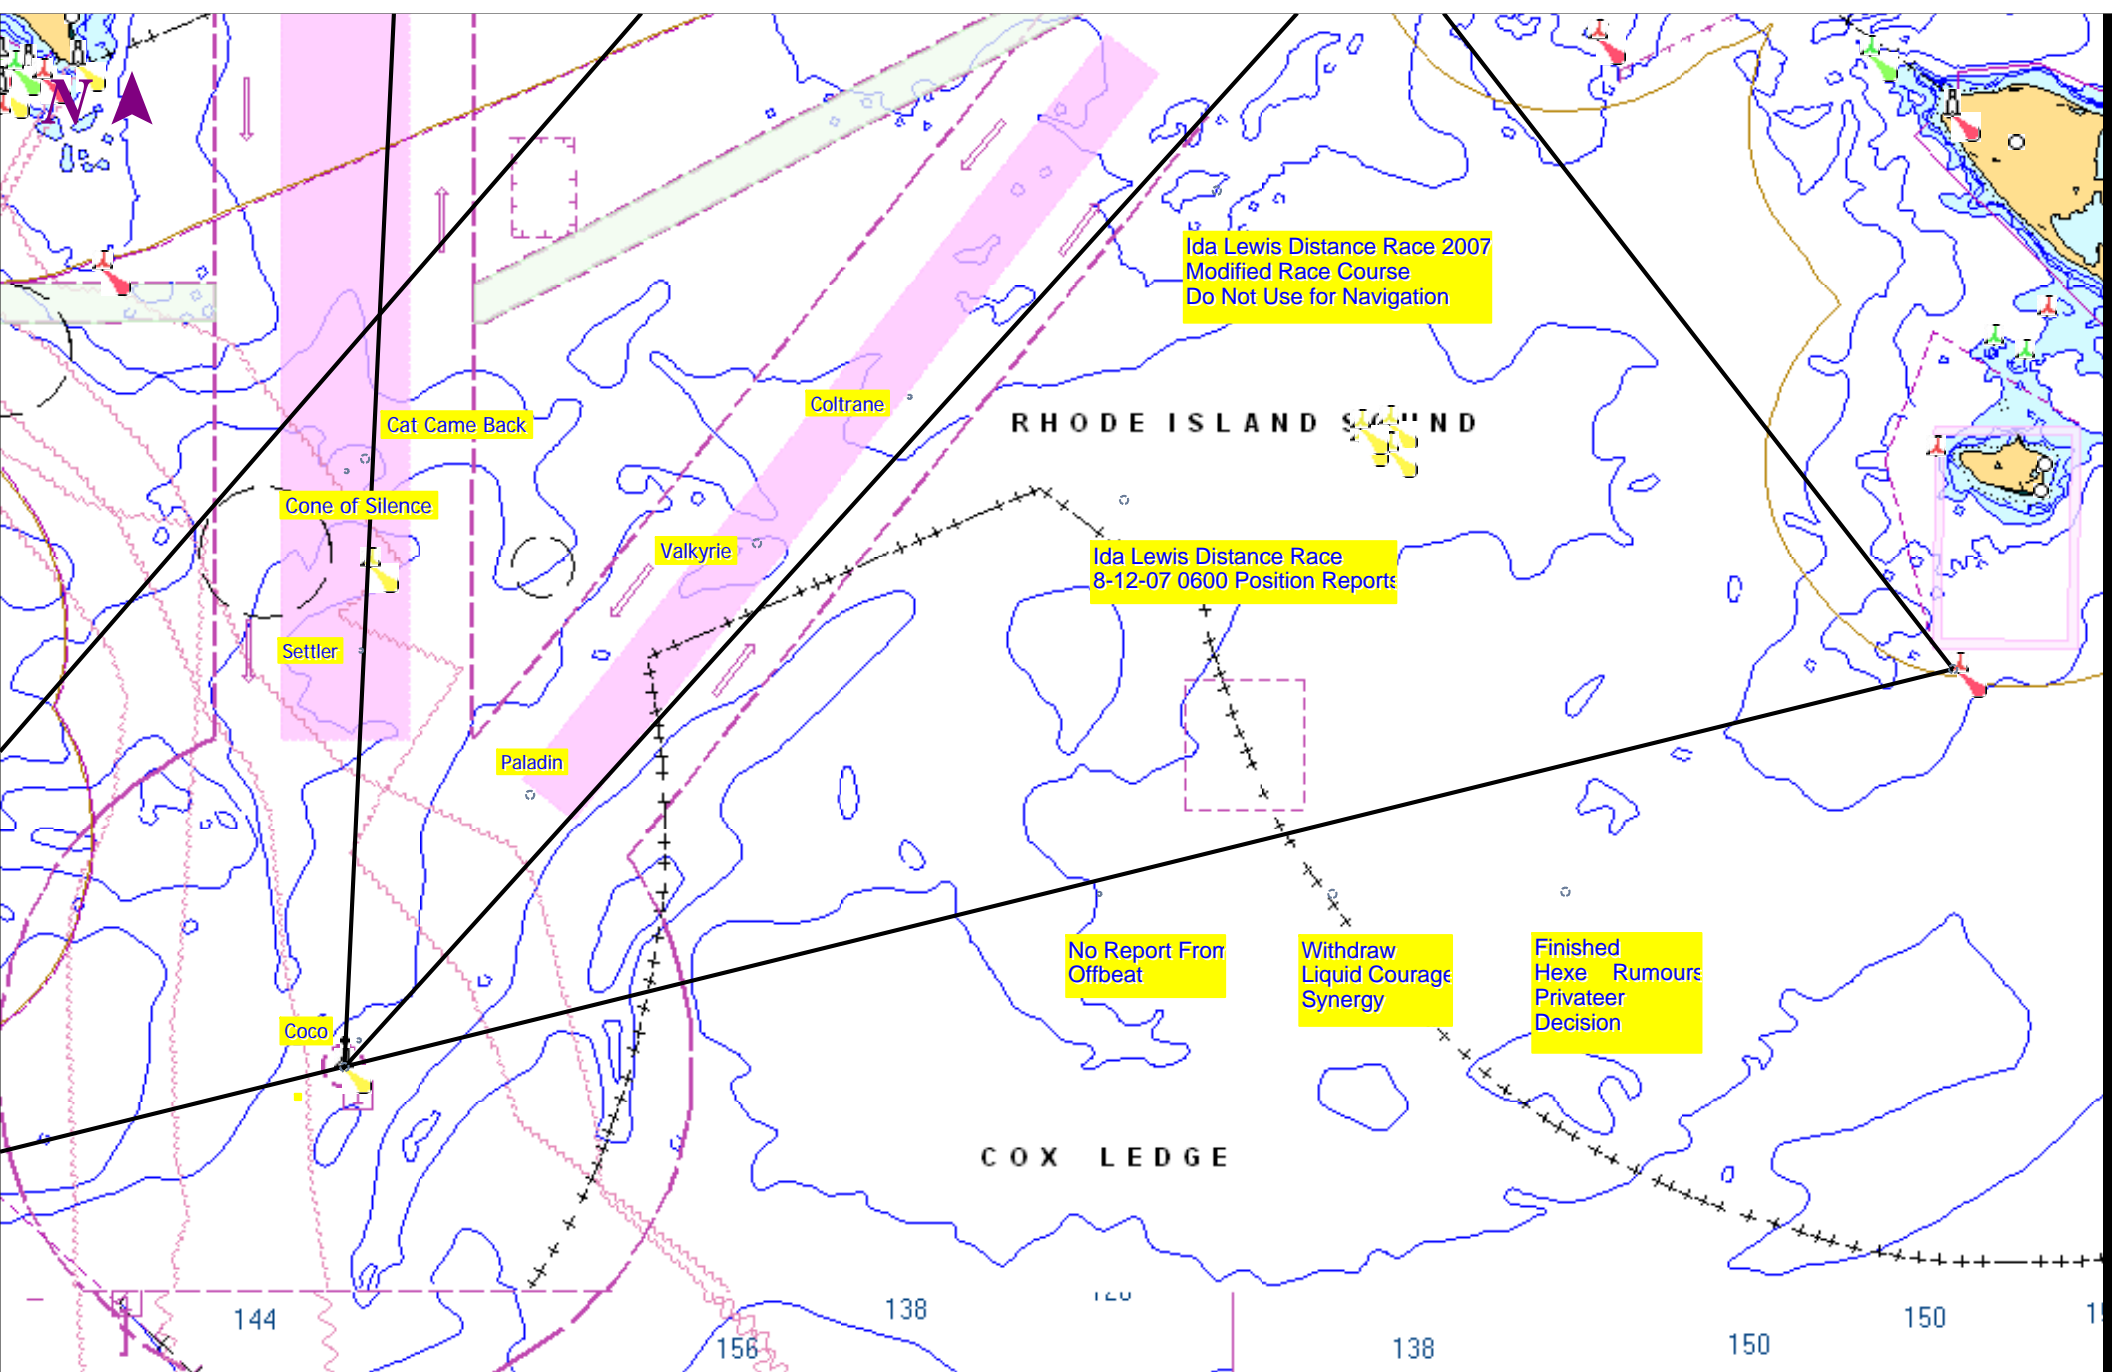 N
Ida Lewis Distance Race 2007
Modified Race Course
Do Not Use for Navigation
Coltrane
Cat Came Back
RHODE ISLAND S ND
Cone of Silence
Valkyrie
Ida Lewis Distance Race
8-12-07 0600 Position Reports
Settler
Paladin
No Report From
Offbeat
Withdraw
Liquid Courage
Synergy
Finished
Hexe Rumours
Privateer
Decision
Coco
COX LEDGE
144
138
156
138
150
150